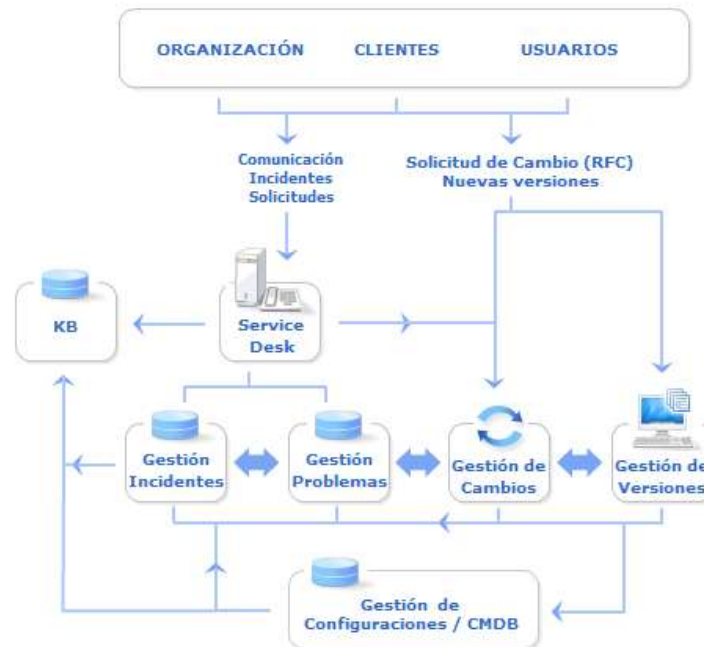 ORGANIZACIÓN CLIENTES USUARIOS
Comunicación
Incidentes
Solicitudes
Solicitud de Cambio (RFC)
Nuevas versiones
KB
Service
Desk
Gestión
Incidentes
Gestión
Problemas
Gestión de
Cambios
Gestión de
Versiones
Gestión de
Configuraciones / CMDB